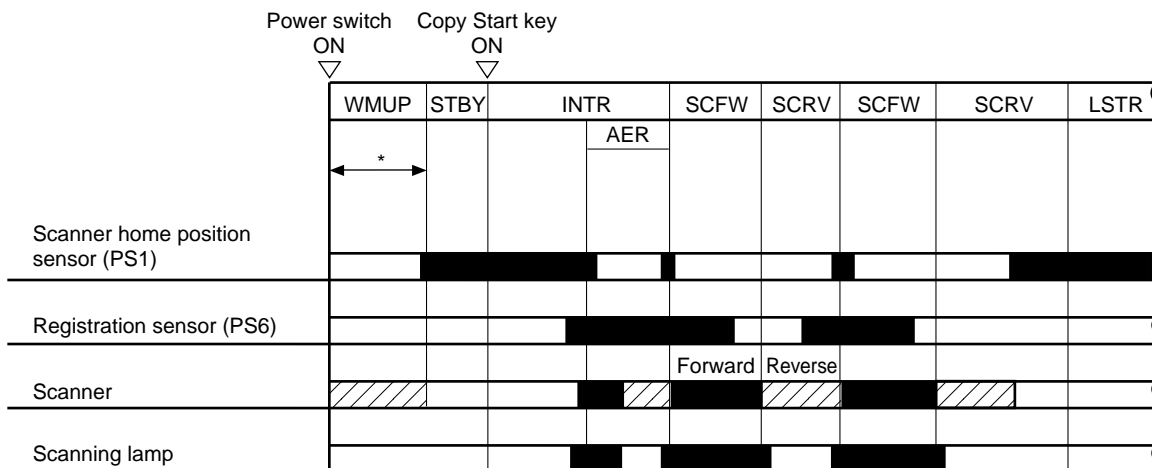 Power switch
ON
Copy Start key
ON
WMUP STBY INTR SCFW SCRV SCFW SCRV LSTR
AER
*
Scanner home position
sensor (PS1)
Registration sensor (PS6)
Forward Reverse
Scanner
Scanning lamp